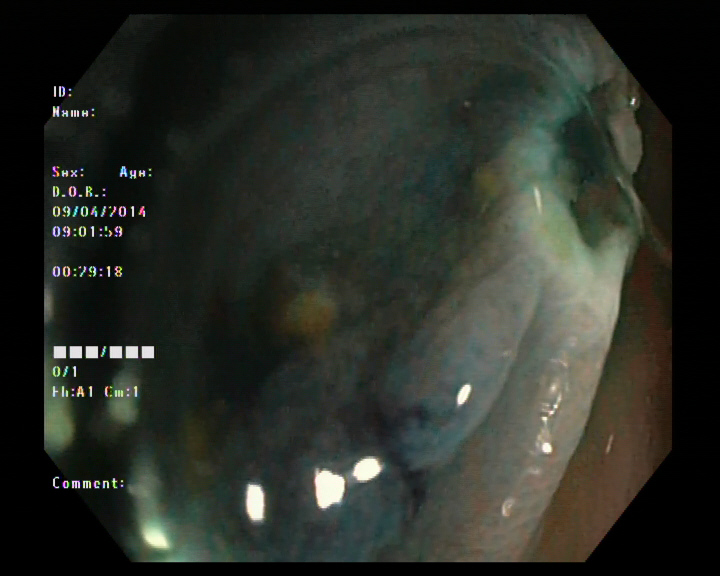 ID:
Name:
Sex: Age:
D.O.B.:
09/04/2014
09:01:59
00:29:18
■■■/■■■
0/1
Eh:A1 Cm:1
Comment: